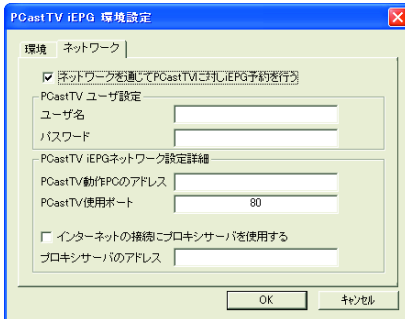 PCastTV iEPG 環境設定
環境 ネットワーク
ネットワークを通じてPCastTVに対しiEPG予約を行う
PCastTV ユーザ設定
ユーザ名
パスワード
PCastTV iEPGネットワーク設定詳細
PCastTV動作PCのアドレス
PCastTV使用ポート 80
インターネットの接続にプロキシサーバを使用する
プロキシサーバのアドレス
OK キャンセル